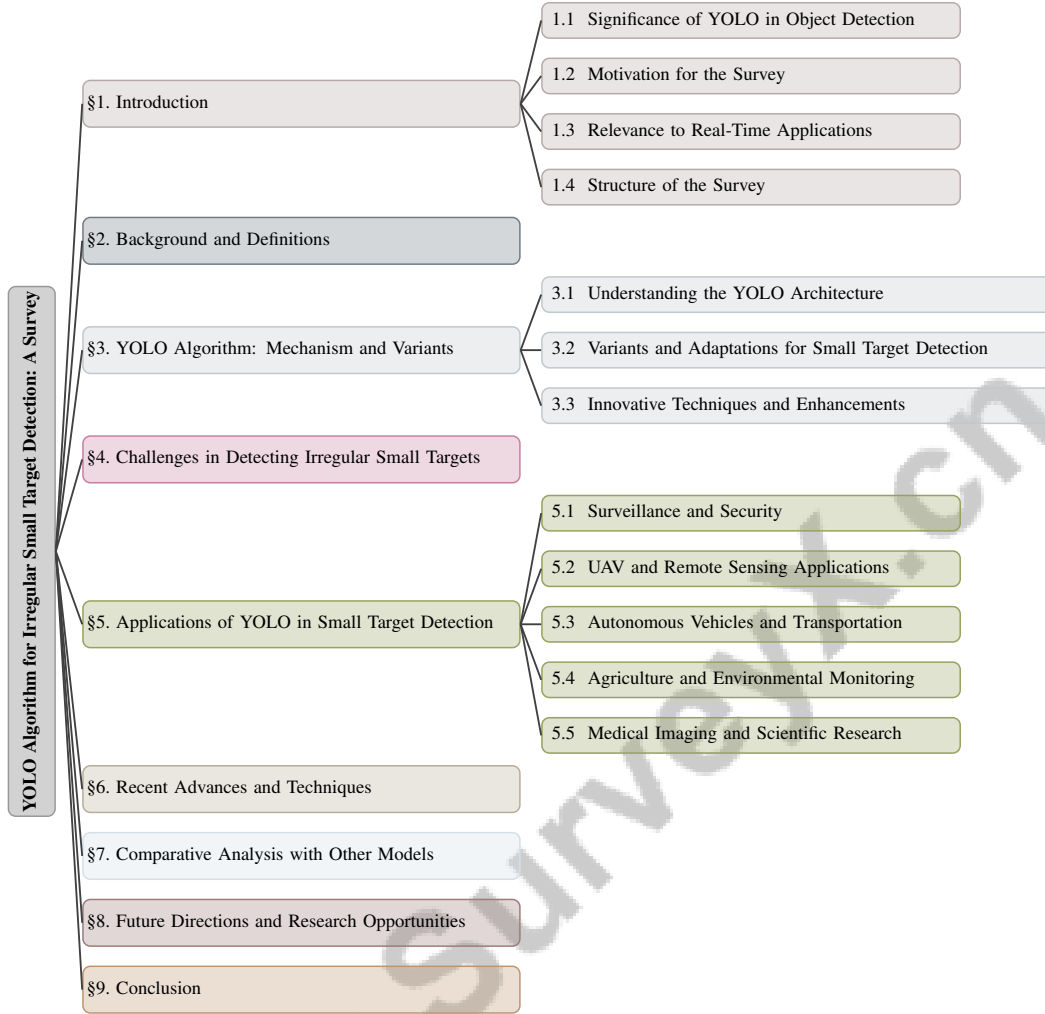 YOLO Algorithm for Irregular Small Target Detection: A Survey
§1. Introduction
1.1 Significance of YOLO in Object Detection
1.2 Motivation for the Survey
1.3 Relevance to Real-Time Applications
1.4 Structure of the Survey
§2. Background and Definitions
§3. YOLO Algorithm: Mechanism and Variants
3.1 Understanding the YOLO Architecture
3.2 Variants and Adaptations for Small Target Detection
3.3 Innovative Techniques and Enhancements
§4. Challenges in Detecting Irregular Small Targets
§5. Applications of YOLO in Small Target Detection
5.1 Surveillance and Security
5.2 UAV and Remote Sensing Applications
5.3 Autonomous Vehicles and Transportation
5.4 Agriculture and Environmental Monitoring
5.5 Medical Imaging and Scientific Research
§6. Recent Advances and Techniques
§7. Comparative Analysis with Other Models
§8. Future Directions and Research Opportunities
§9. Conclusion
SurveyX.cn